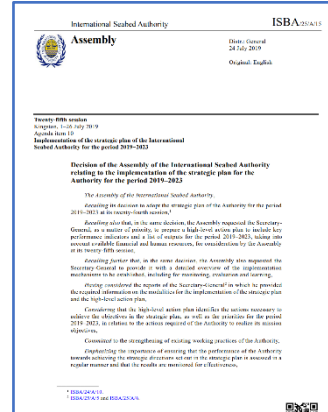 International Seabed Authority ISBA/25/A/15
Assembly Distr.: General
24 July 2019
Original: English
Twenty-fifth session
Kingston, 1–26 July 2019
Agenda item 10
Implementation of the strategic plan of the International
Seabed Authority for the period 2019–2023
Decision of the Assembly of the International Seabed Authority
relating to the implementation of the strategic plan for the
Authority for the period 2019–2023
The Assembly of the International Seabed Authority,
Recalling its decision to adopt the strategic plan of the Authority for the period
2019–2023 at its twenty-fourth session,¹
Recalling also that, in the same decision, the Assembly requested the Secretary-
General, as a matter of priority, to prepare a high-level action plan to include key
performance indicators and a list of outputs for the period 2019–2023, taking into
account available financial and human resources, for consideration by the Assembly
at its twenty-fifth session,
Recalling further that, in the same decision, the Assembly also requested the
Secretary-General to provide it with a detailed overview of the implementation
mechanisms to be established, including for monitoring, evaluation and learning,
Having considered the reports of the Secretary-General² in which he provided
the required information on the modalities for the implementation of the strategic plan
and the high-level action plan,
Considering that the high-level action plan identifies the actions necessary to
achieve the objectives in the strategic plan, as well as the priorities for the period
2019–2023, in relation to the actions required of the Authority to realize its mission
objectives,
Committed to the strengthening of existing working practices of the Authority,
Emphasizing the importance of ensuring that the performance of the Authority
towards achieving the strategic directions set out in the strategic plan is assessed in a
regular manner and that the results are monitored for effectiveness,
¹ ISBA/24/A/10.
² ISBA/25/A/5 and ISBA/25/A/6.